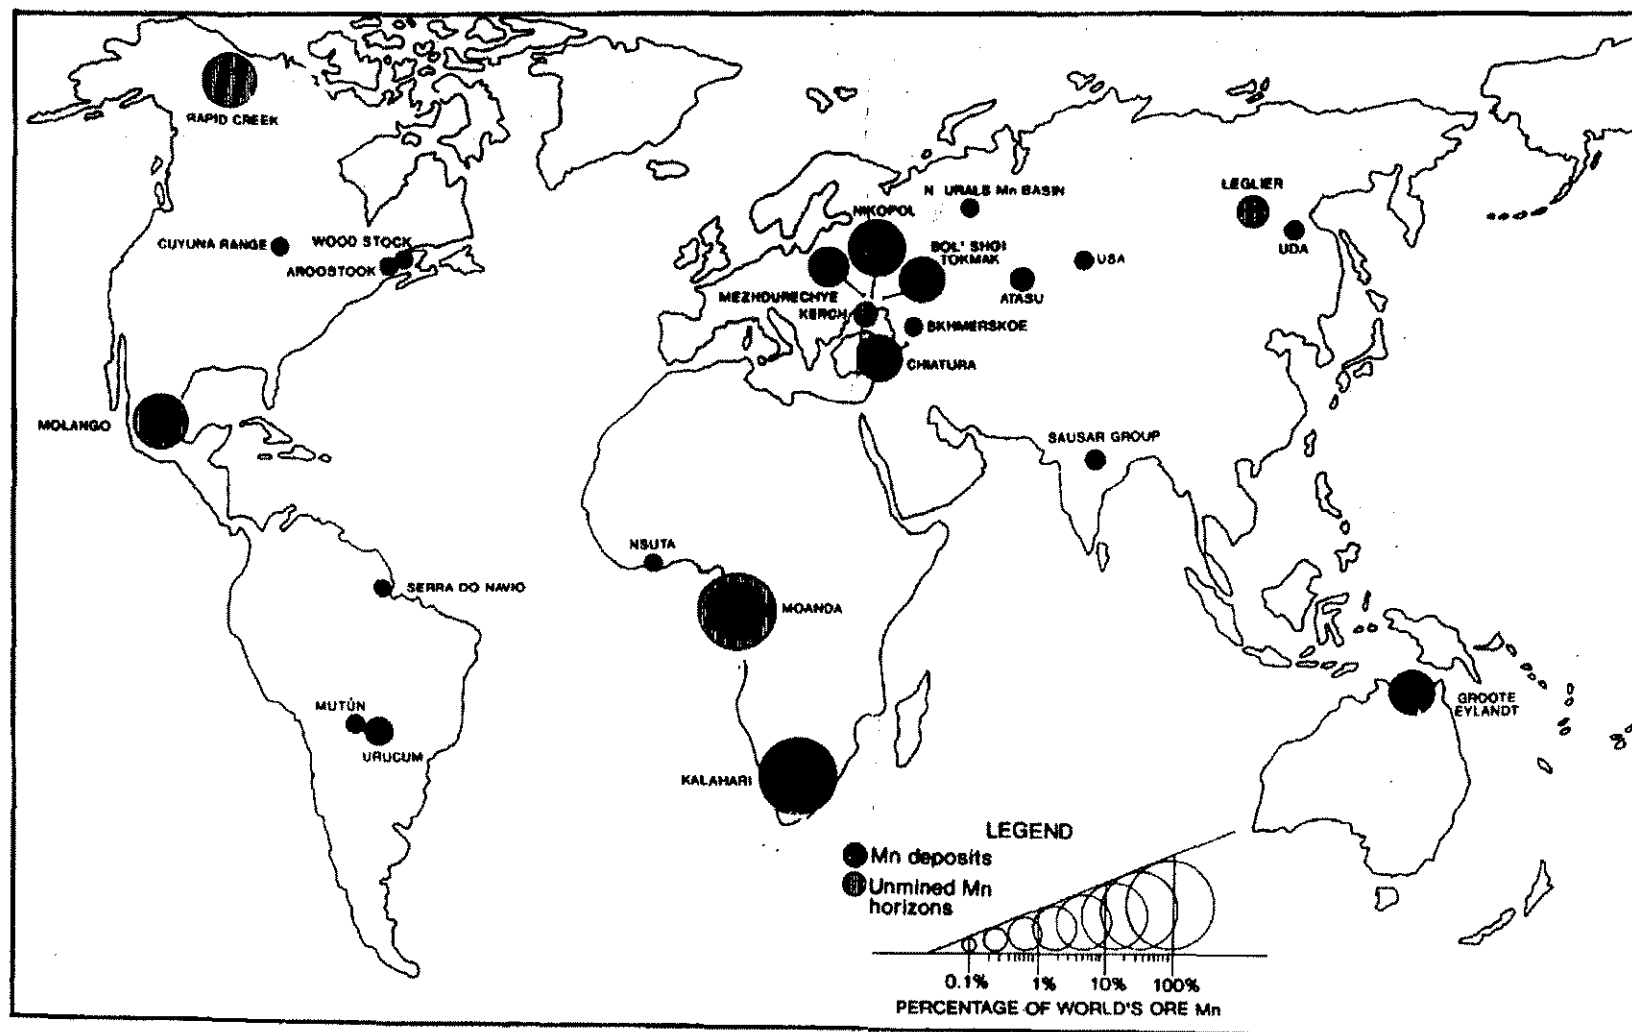 RAPID CREEK
N URALS Mn BASIN
LEGLIER
NIKOPOL
CUYUNA RANGE
WOOD STOCK
BOL' SHOI
TOKMAK
UDA
AROOSTOOK
USA
MEZHDURECHYE
ATASU
KERCH
BKHMERSKOE
CHIATURA
MOLANGO
SAUSAR GROUP
NSUTA
SERRA DO NAVIO
MOANDA
MUTÚN
GROOTE
EYLANDT
URUCUM
KALAHARI
LEGEND
Mn deposits
Unmined Mn
horizons
0.1% 1% 10% 100%
PERCENTAGE OF WORLD'S ORE Mn